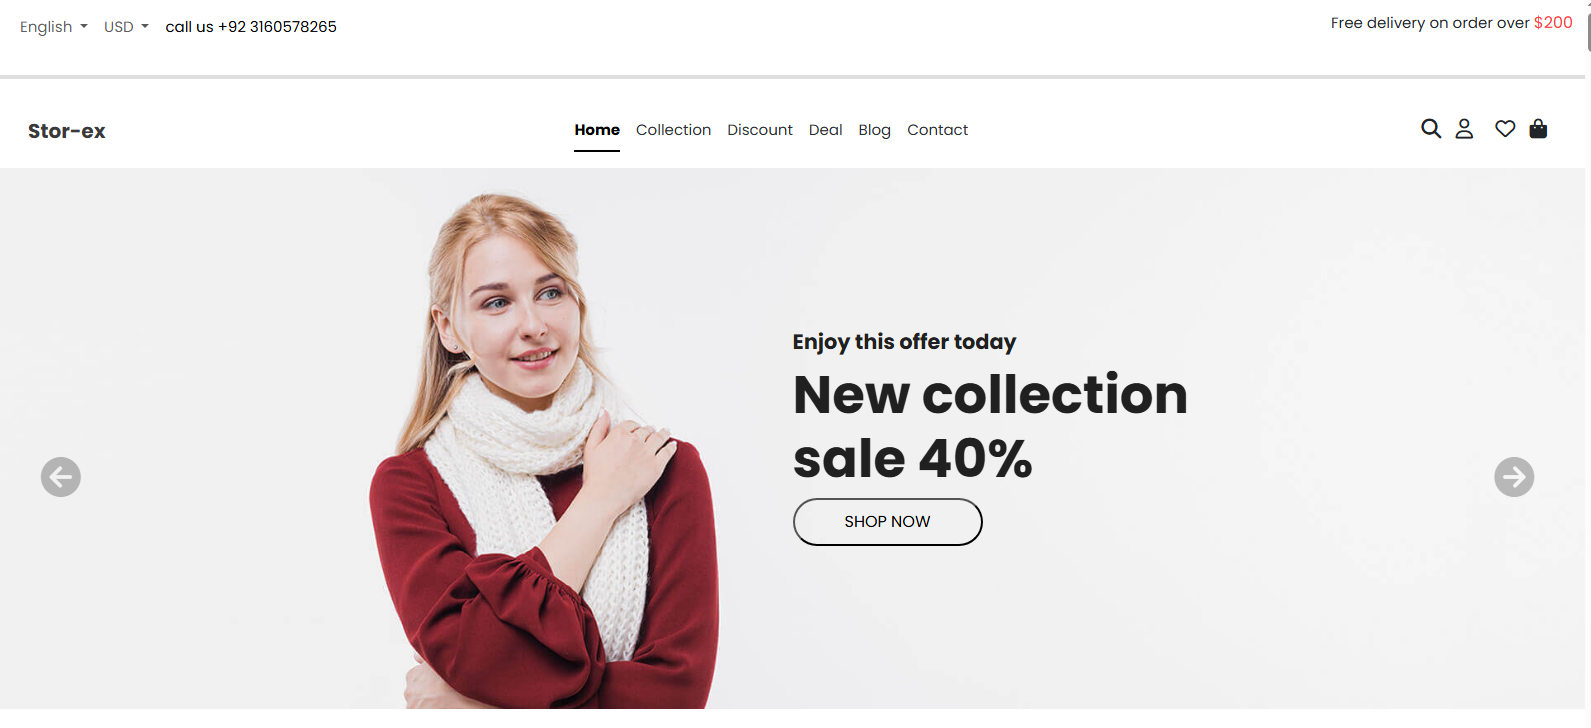 English USD call us +92 3160578265 Free delivery on order over $200
Stor-ex Home Collection Discount Deal Blog Contact
Enjoy this offer today
New collection
sale 40%
SHOP NOW